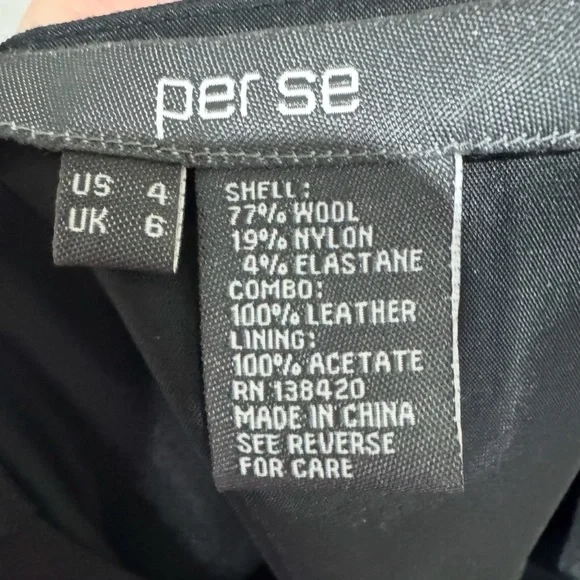 per se
US 4
UK 6
SHELL:
77% WOOL
19% NYLON
4% ELASTANE
COMBO:
100% LEATHER
LINING:
100% ACETATE
RN 138420
MADE IN CHINA
SEE REVERSE
FOR CARE